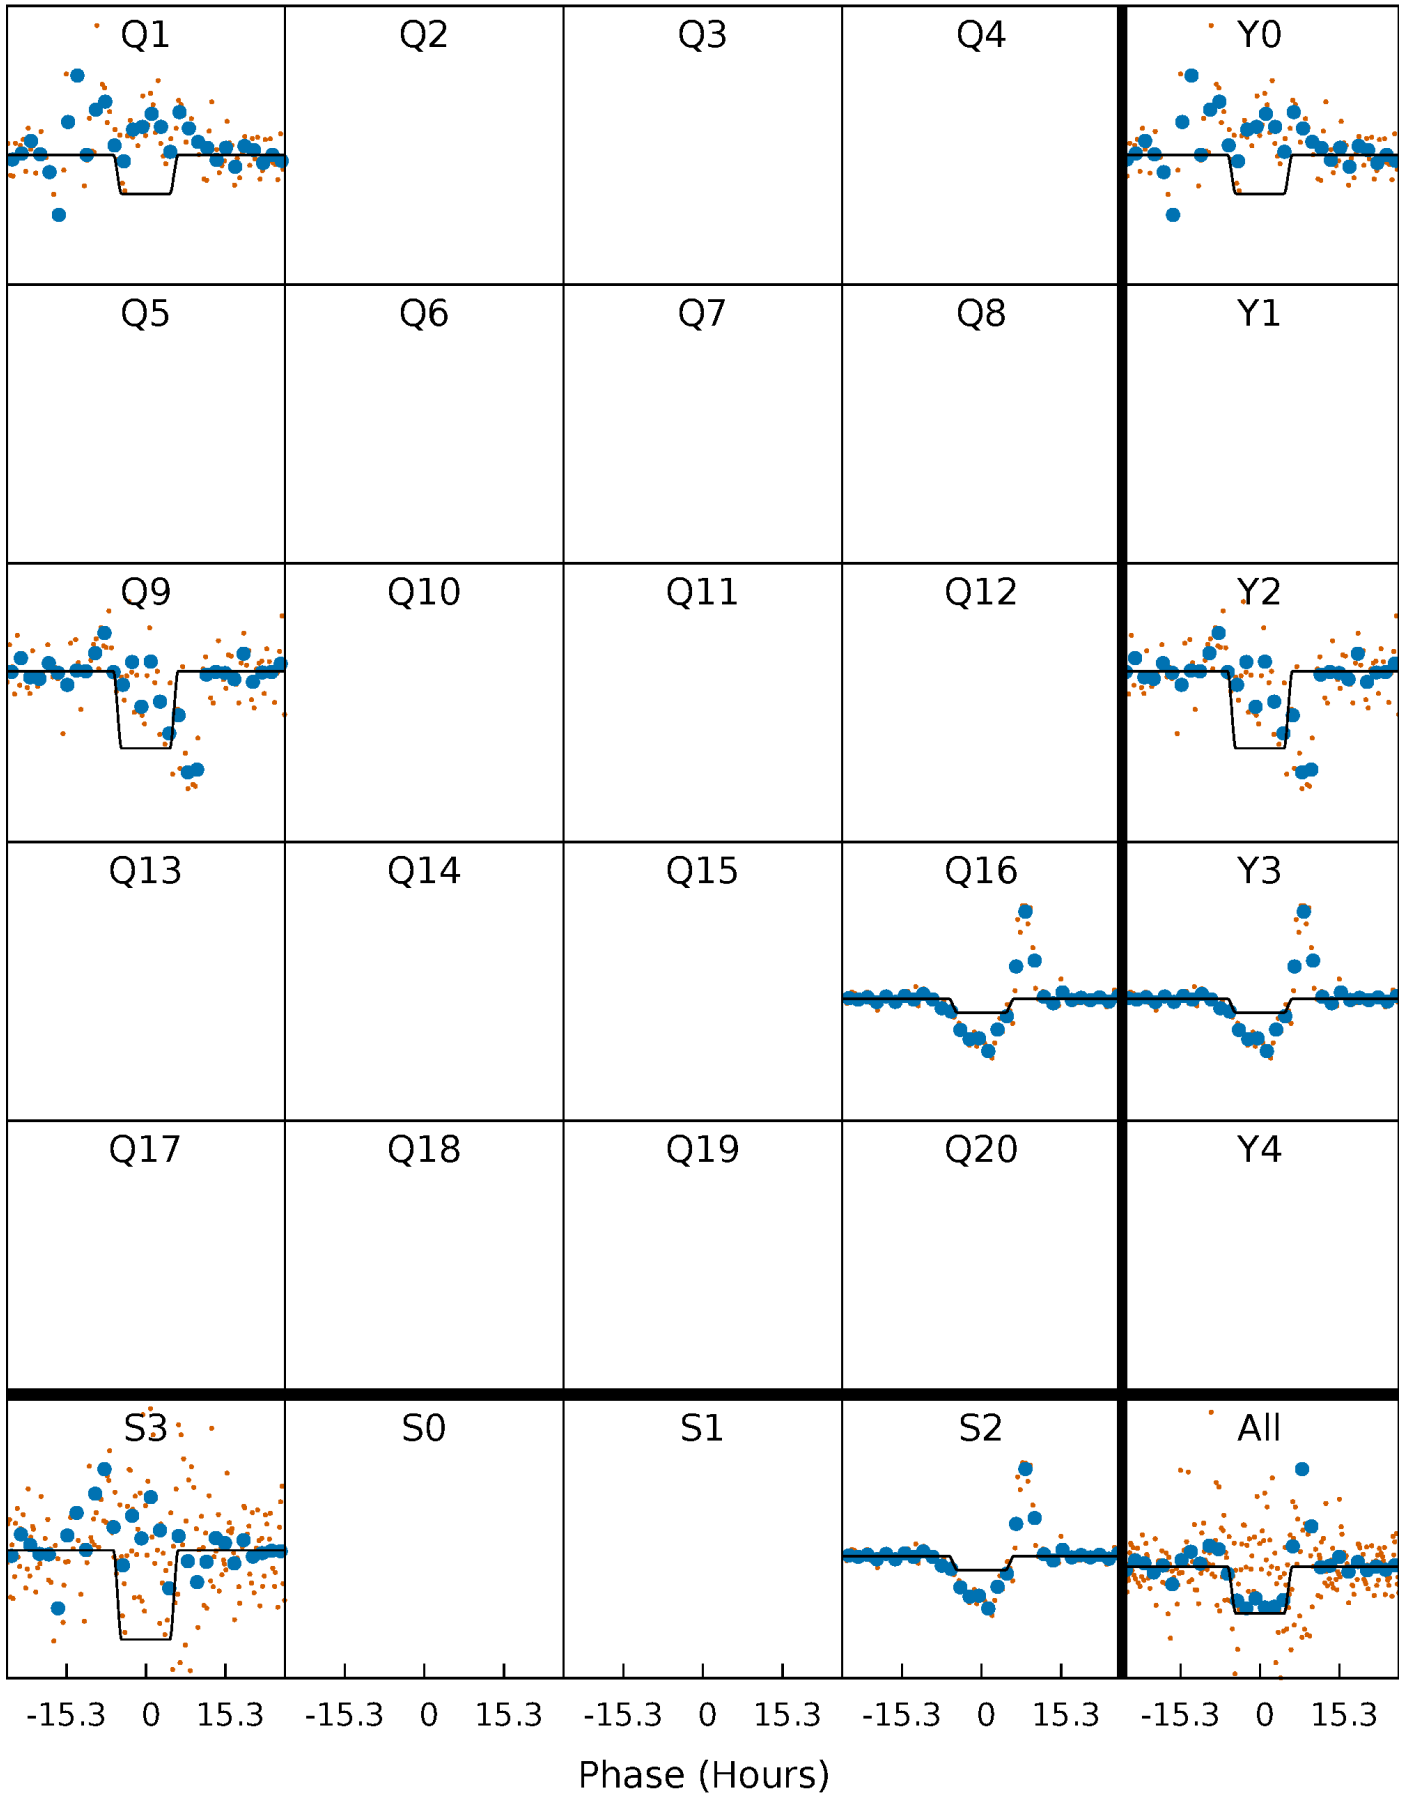 Q1 Q2 Q3 Q4 Y0
Q5 Q6 Q7 Q8 Y1
Q9 Q10 Q11 Q12 Y2
Q13 Q14 Q15 Q16 Y3
Q17 Q18 Q19 Q20 Y4
S3 S0 S1 S2 All
-15.3 0 15.3 -15.3 0 15.3 -15.3 0 15.3 -15.3 0 15.3 -15.3 0 15.3
Phase (Hours)